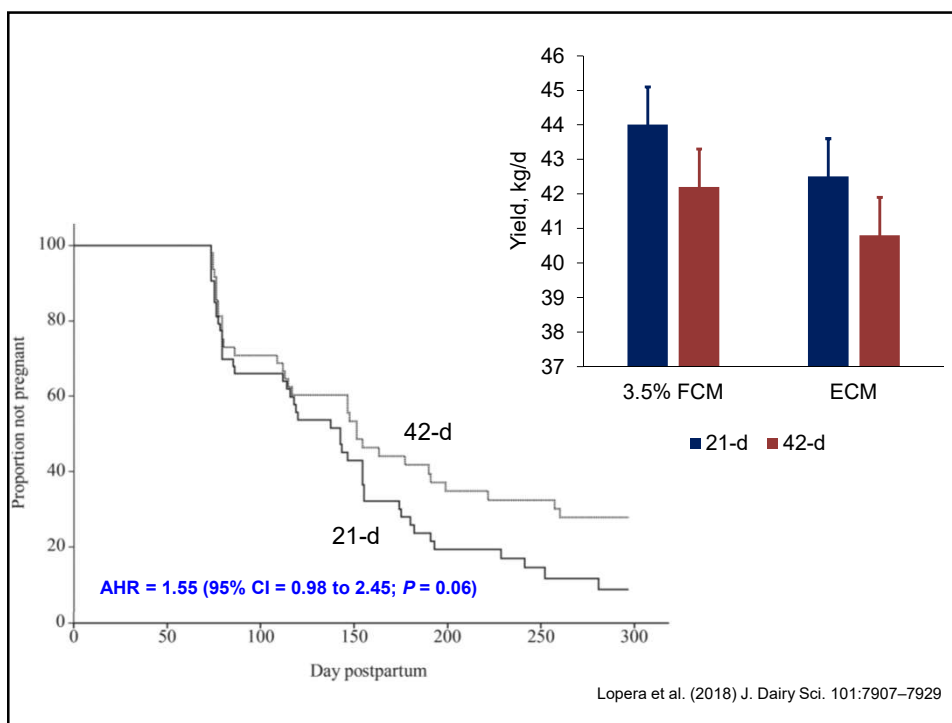 46
45
44
43
42
41
40
39
38
37
Yield, kg/d
3.5% FCM
ECM
21-d
42-d
100
80
60
40
20
0
Proportion not pregnant
42-d
21-d
AHR = 1.55 (95% CI = 0.98 to 2.45; P = 0.06)
0 50 100 150 200 250 300
Day postpartum
Lopera et al. (2018) J. Dairy Sci. 101:7907–7929